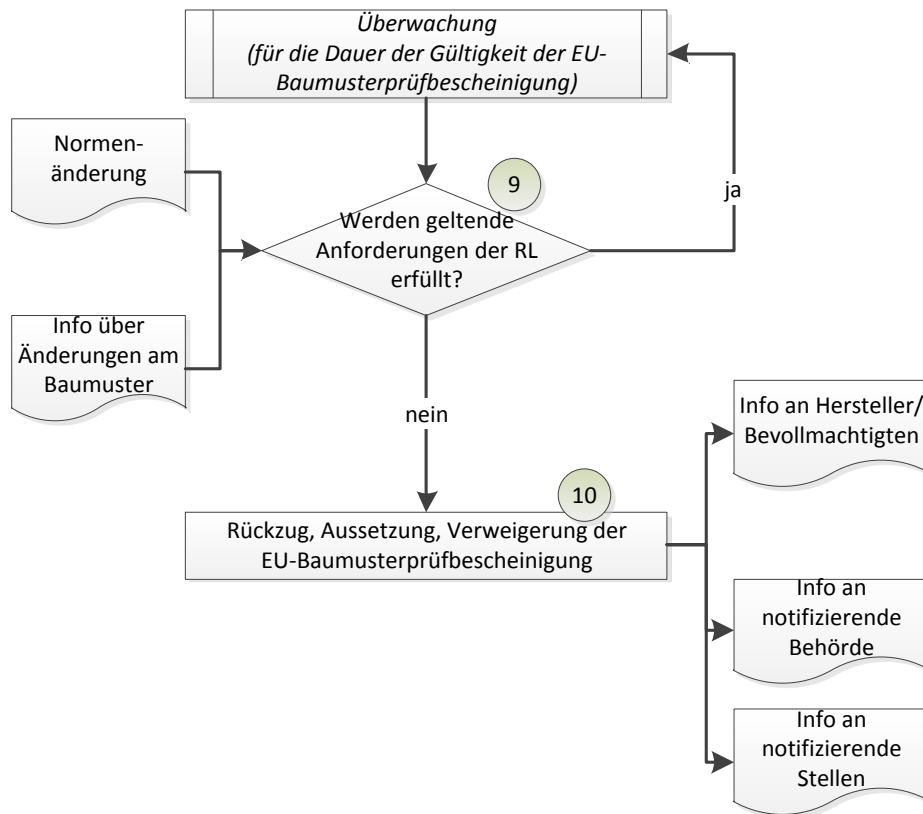 Überwachung
(für die Dauer der Gültigkeit der EU-
Baumusterprüfbescheinigung)
Normen-
änderung
9
ja
Werden geltende
Anforderungen der RL
erfüllt?
Info über
Änderungen am
Baumuster
nein
Info an Hersteller/
Bevollmachtigten
10
Rückzug, Aussetzung, Verweigerung der
EU-Baumusterprüfbescheinigung
Info an
notifizierende
Behörde
Info an
notifizierende
Stellen